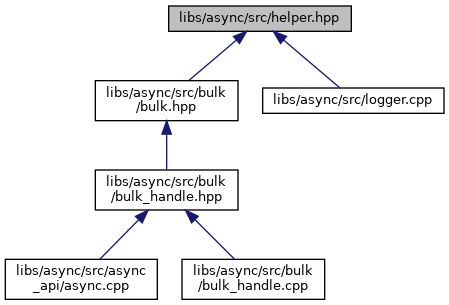 libs/async/src/helper.hpp
libs/async/src/bulk
/bulk.hpp
libs/async/src/logger.cpp
libs/async/src/bulk
/bulk_handle.hpp
libs/async/src/async
_api/async.cpp
libs/async/src/bulk
/bulk_handle.cpp